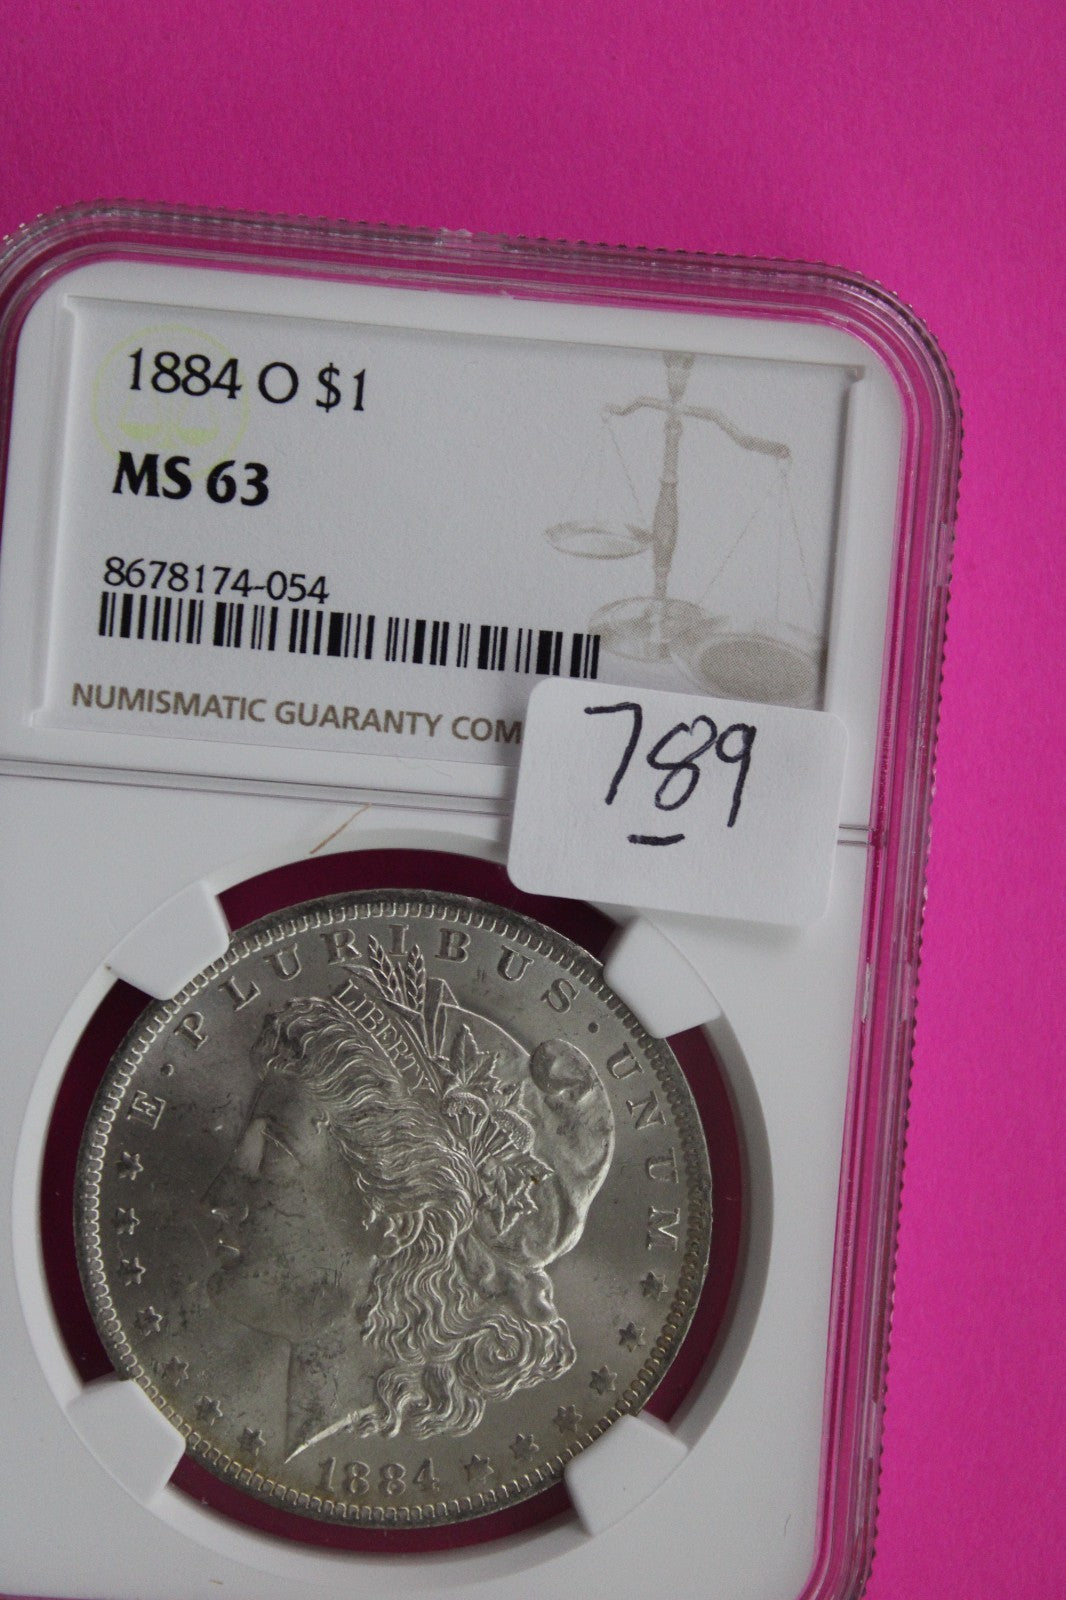 1884 O $1
MS 63
8678174-054
NUMISMATIC GUARANTY COM
789
E · PLURIBUS · UNUM
LIBERTY
1884